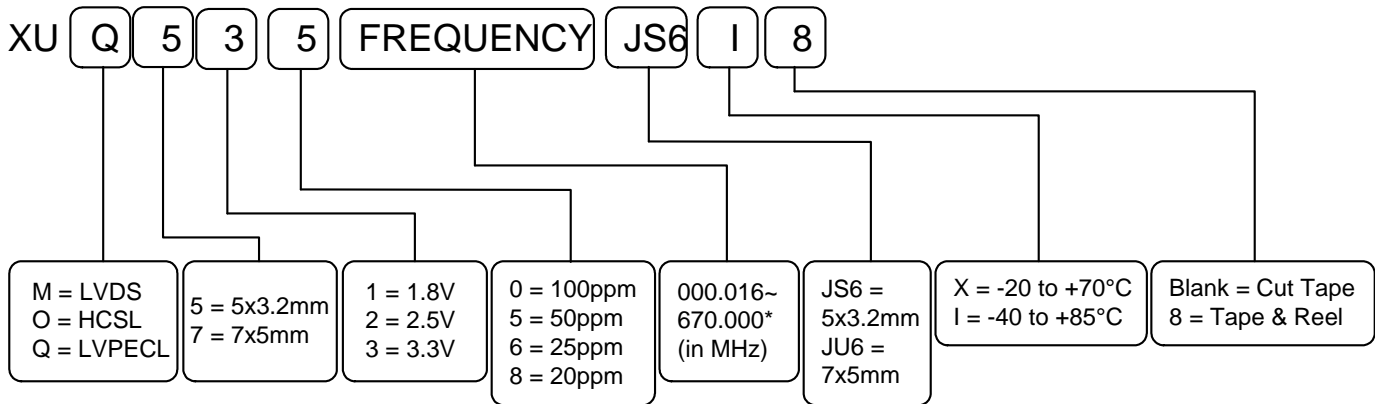 XU Q 5 3 5 FREQUENCY JS6 I 8
M = LVDS
O = HCSL
Q = LVPECL
5 = 5x3.2mm
7 = 7x5mm
1 = 1.8V
2 = 2.5V
3 = 3.3V
0 = 100ppm
5 = 50ppm
6 = 25ppm
8 = 20ppm
000.016~
670.000*
(in MHz)
JS6 =
5x3.2mm
JU6 =
7x5mm
X = -20 to +70°C
I = -40 to +85°C
Blank = Cut Tape
8 = Tape & Reel